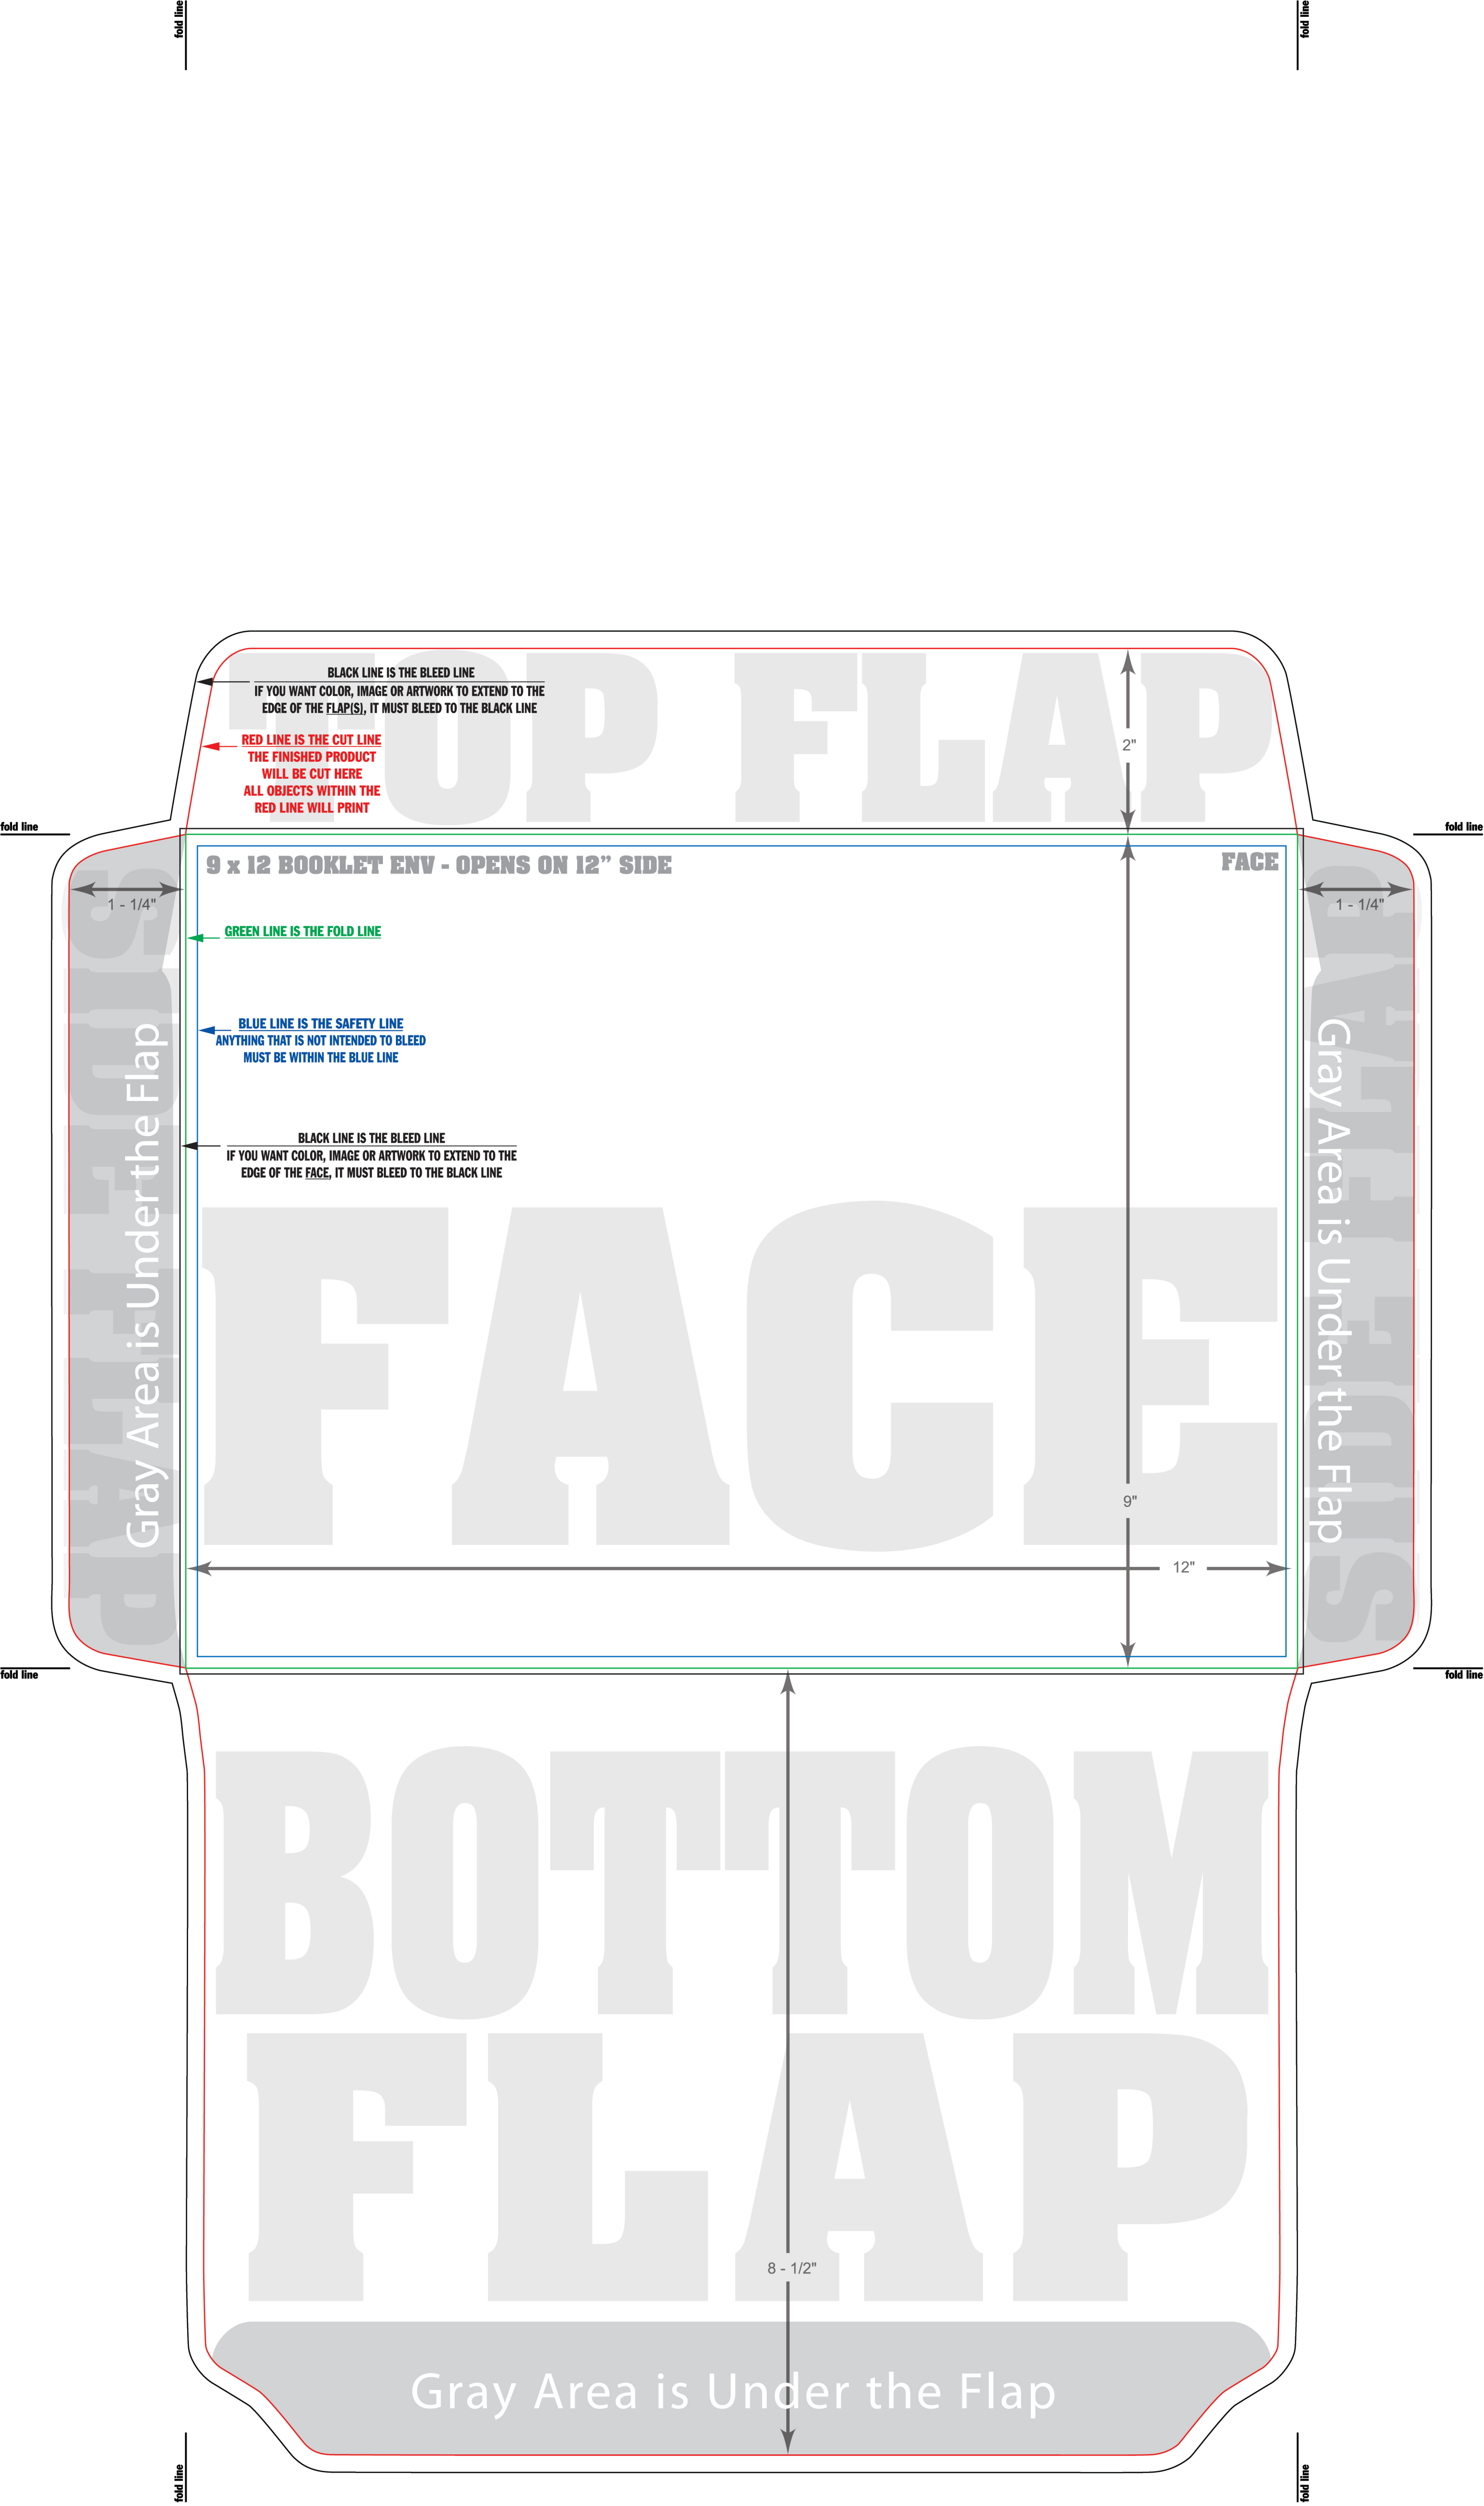 fold line
fold line
TOP FLAP
BLACK LINE IS THE BLEED LINE
IF YOU WANT COLOR, IMAGE OR ARTWORK TO EXTEND TO THE
EDGE OF THE FLAP(S), IT MUST BLEED TO THE BLACK LINE
RED LINE IS THE CUT LINE
THE FINISHED PRODUCT
WILL BE CUT HERE
ALL OBJECTS WITHIN THE
RED LINE WILL PRINT
2"
fold line
fold line
9 x 12 BOOKLET ENV - OPENS ON 12” SIDE
FACE
1 - 1/4"
1 - 1/4"
GREEN LINE IS THE FOLD LINE
BLUE LINE IS THE SAFETY LINE
ANYTHING THAT IS NOT INTENDED TO BLEED
MUST BE WITHIN THE BLUE LINE
BLACK LINE IS THE BLEED LINE
IF YOU WANT COLOR, IMAGE OR ARTWORK TO EXTEND TO THE
EDGE OF THE FACE, IT MUST BLEED TO THE BLACK LINE
SIDE FLAP
Gray Area is Under the Flap
SIDE FLAP
Gray Area is Under the Flap
FACE
9"
12"
fold line
fold line
BOTTOM
FLAP
8 - 1/2"
Gray Area is Under the Flap
fold line
fold line